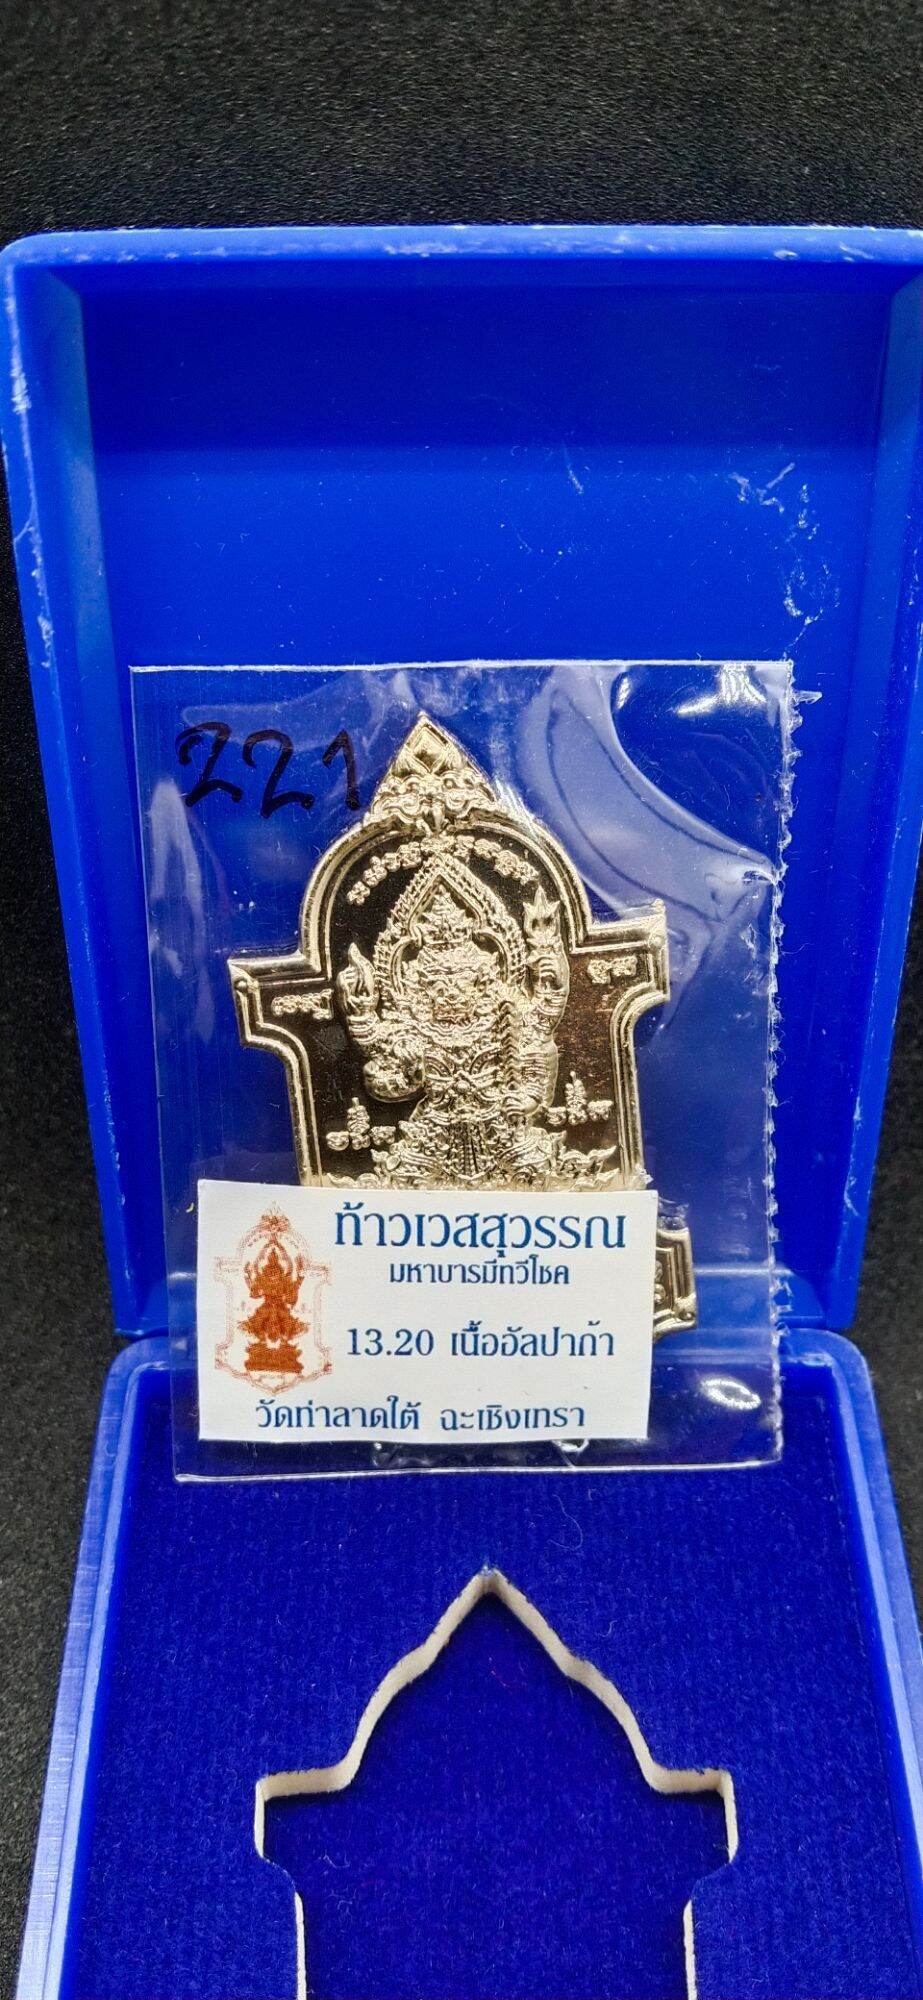 221
ท้าวเวสสุวรรณ
มหาบารมีทวีโชค
13.20 เนื้ออัลปาก้า
วัดท่าลาดใต้ ฉะเชิงเทรา